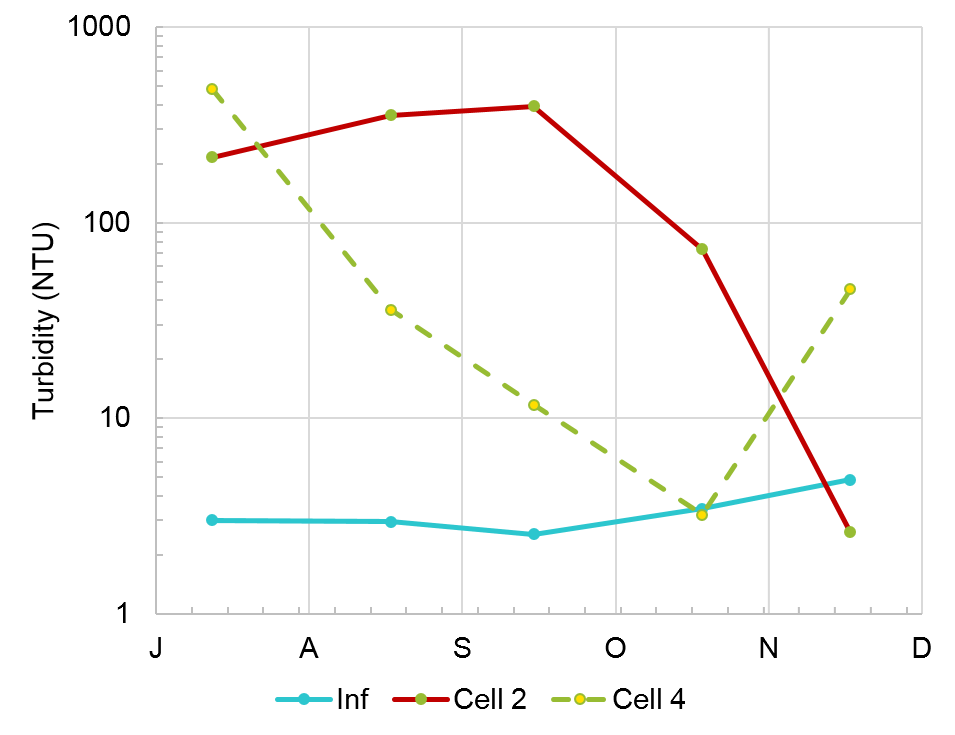 1000
100
10
1
Turbidity (NTU)
J A S O N D
Inf Cell 2 Cell 4